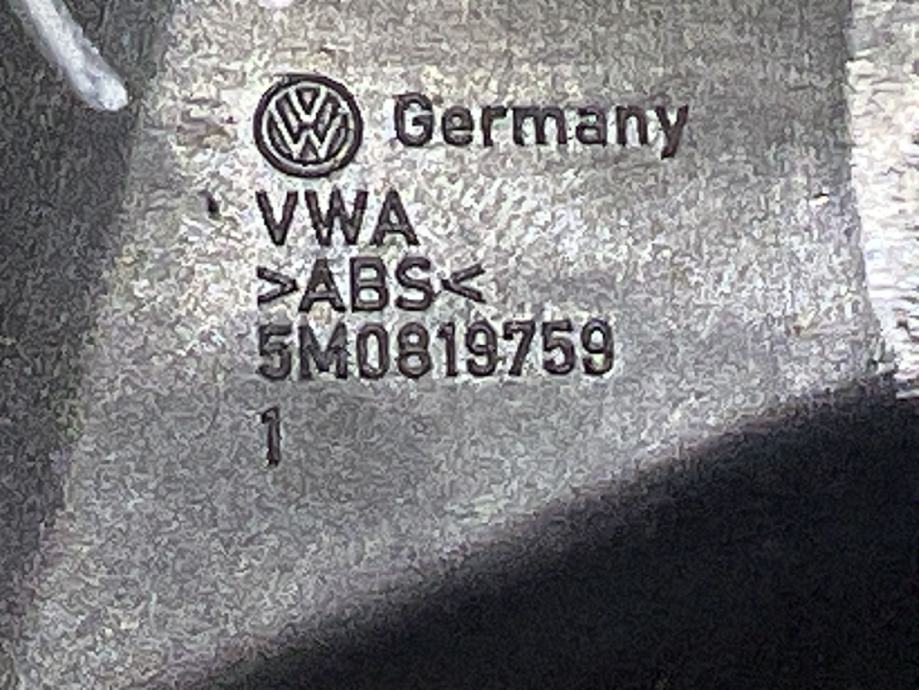 Germany
VWA
>ABS<
5M0819759
1